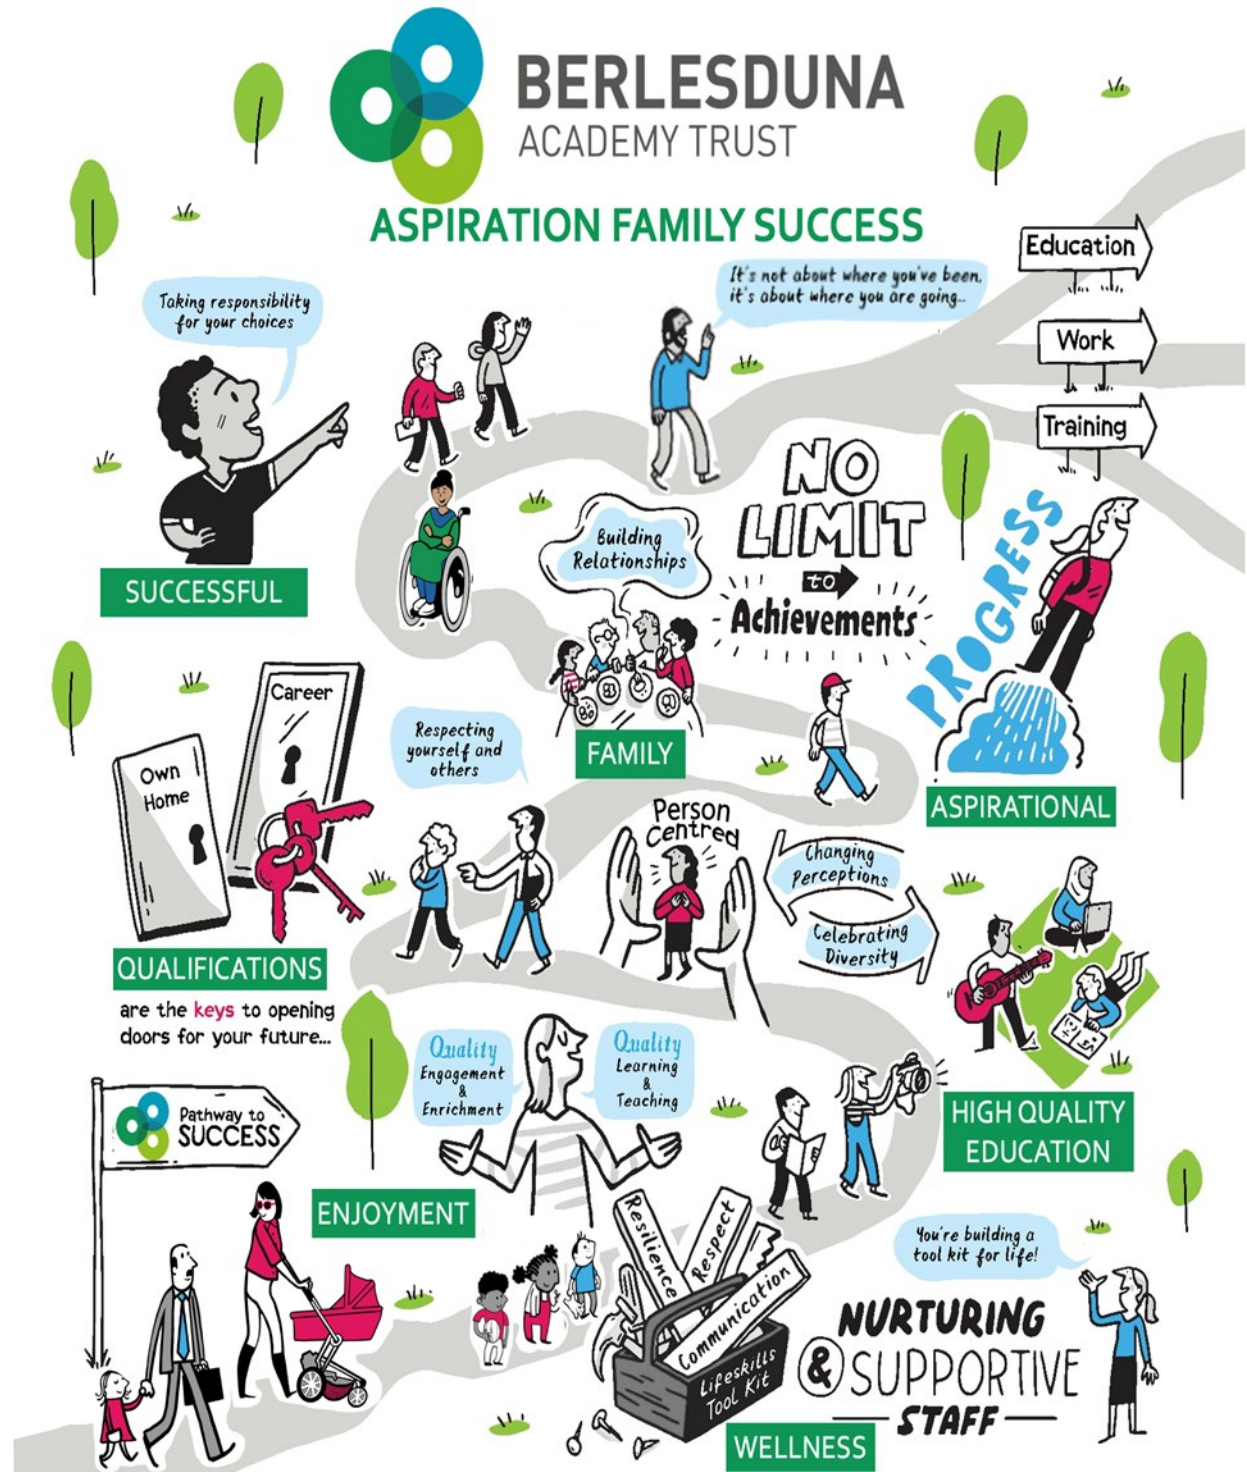 BERLESDUNA
ACADEMY TRUST
ASPIRATION FAMILY SUCCESS
It's not about where you've been,
it's about where you are going...
Education
Work
Training
Taking responsibility
for your choices
SUCCESSFUL
Building
Relationships
NO
LIMIT
to
Achievements
PROGRESS
ASPIRATIONAL
FAMILY
Career
Own
Home
Respecting
yourself and
others
Person
Centred
Changing
Perceptions
Celebrating
Diversity
QUALIFICATIONS
are the keys to opening
doors for your future...
Quality
Engagement
&
Enrichment
Quality
Learning
&
Teaching
HIGH QUALITY
EDUCATION
Pathway to
SUCCESS
ENJOYMENT
Resilience
Respect
Communication
Lifeskills
Tool Kit
You're building a
tool kit for life!
NURTURING
& SUPPORTIVE
STAFF
WELLNESS